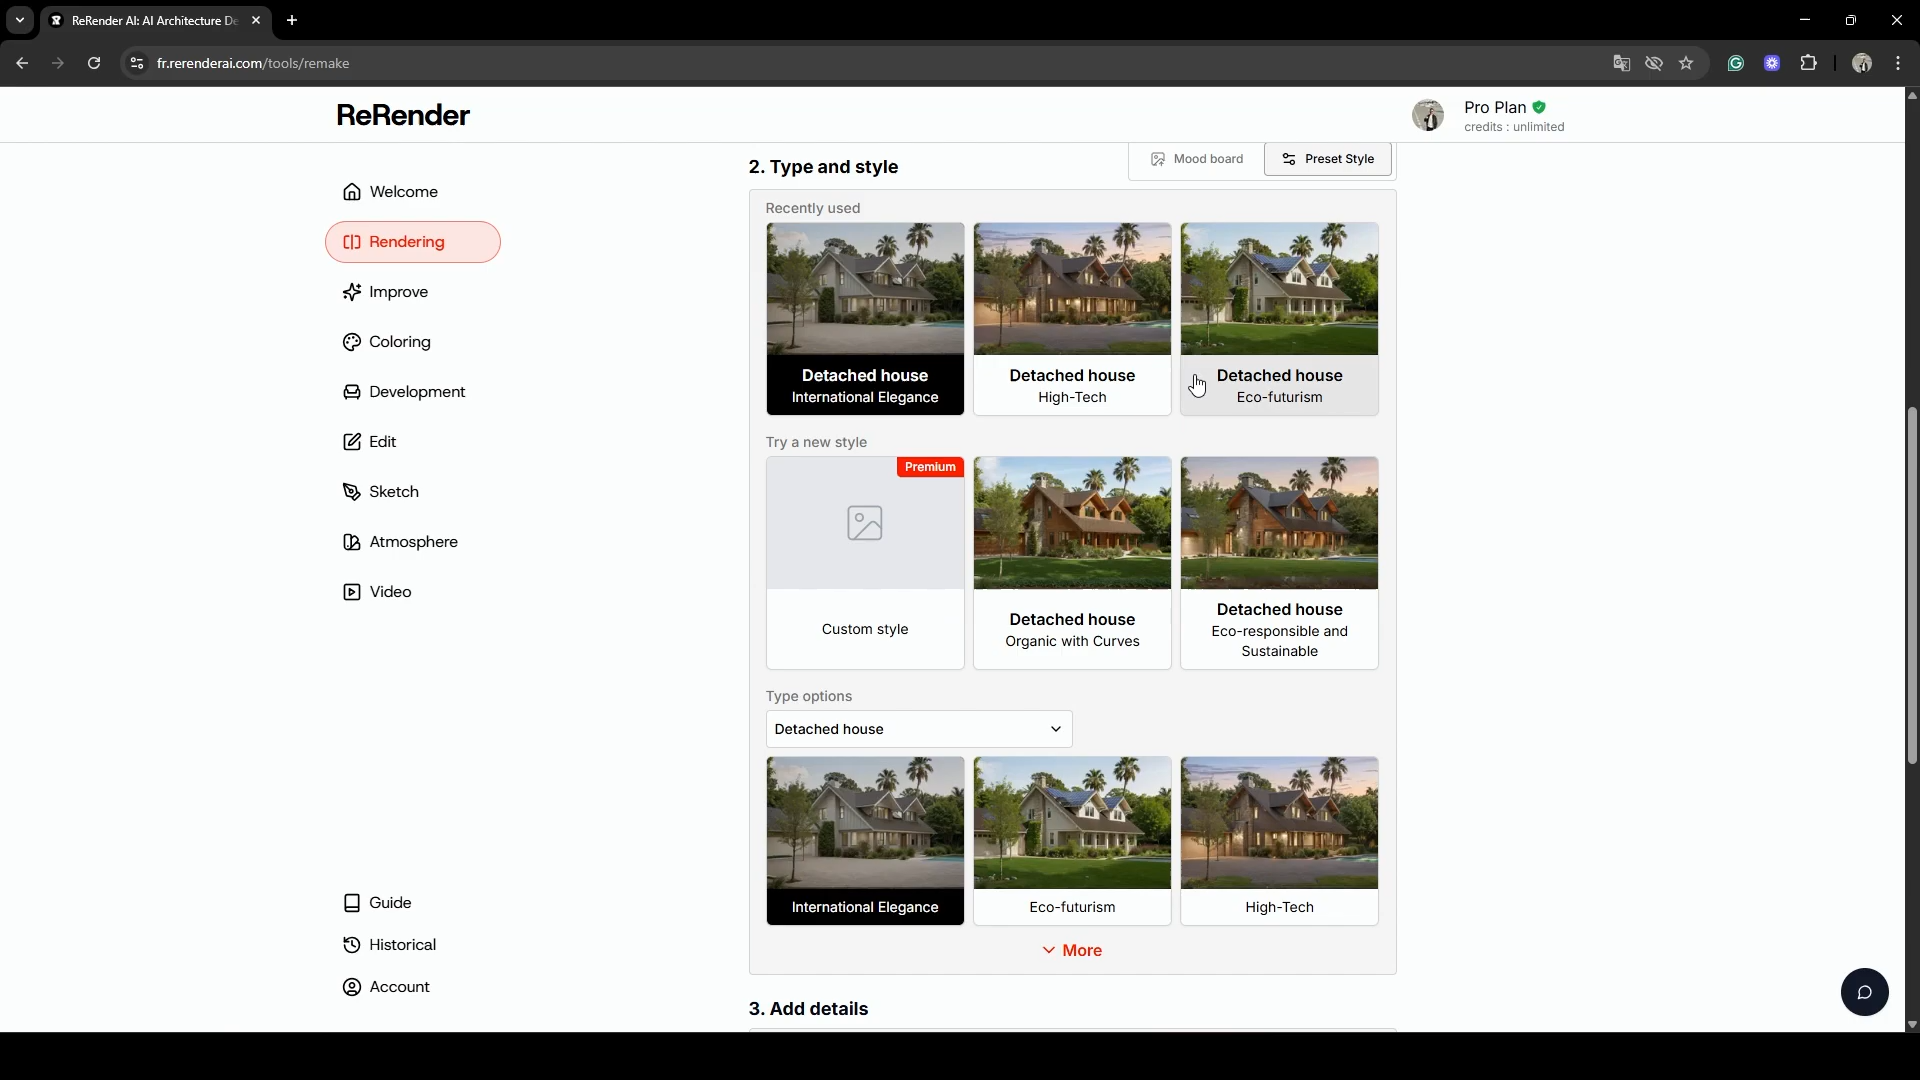 ReRender AI: AI Architecture De
fr.rerenderai.com/tools/remake
ReRender
Pro Plan
credits : unlimited
Welcome
Rendering
Improve
Coloring
Development
Edit
Sketch
Atmosphere
Video
Guide
Historical
Account
2. Type and style
Mood board
Preset Style
Recently used
Detached house
International Elegance
Detached house
High-Tech
Detached house
Eco-futurism
Try a new style
Premium
Custom style
Detached house
Organic with Curves
Detached house
Eco-responsible and
Sustainable
Type options
Detached house
International Elegance
Eco-futurism
High-Tech
More
3. Add details